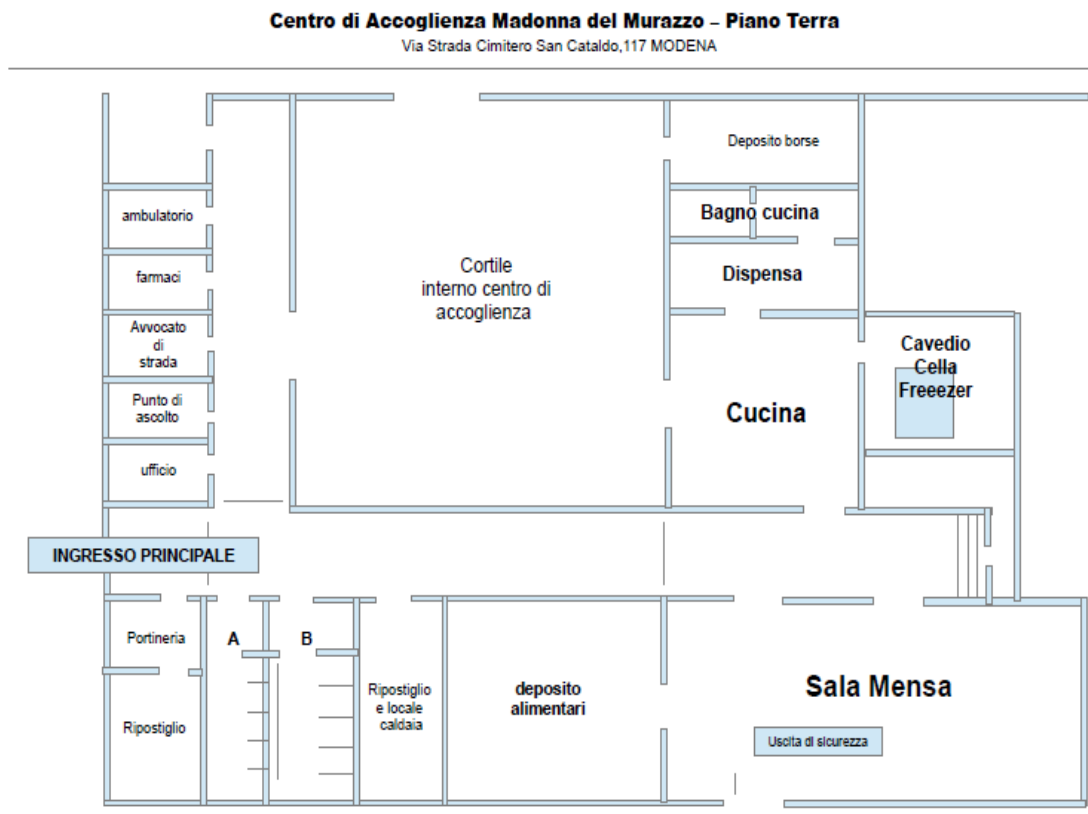 Centro di Accoglienza Madonna del Murazzo – Piano Terra
Via Strada Cimitero San Cataldo,117 MODENA
Deposito borse
ambulatorio
Bagno cucina
farmaci
Cortile
interno centro di
accoglienza
Dispensa
Avvocato
di
strada
Cavedio
Cella
Freeezer
Punto di
ascolto
Cucina
ufficio
INGRESSO PRINCIPALE
Portineria
A
B
Ripostiglio
Ripostiglio
e locale
caldaia
deposito
alimentari
Sala Mensa
Uscita di sicurezza